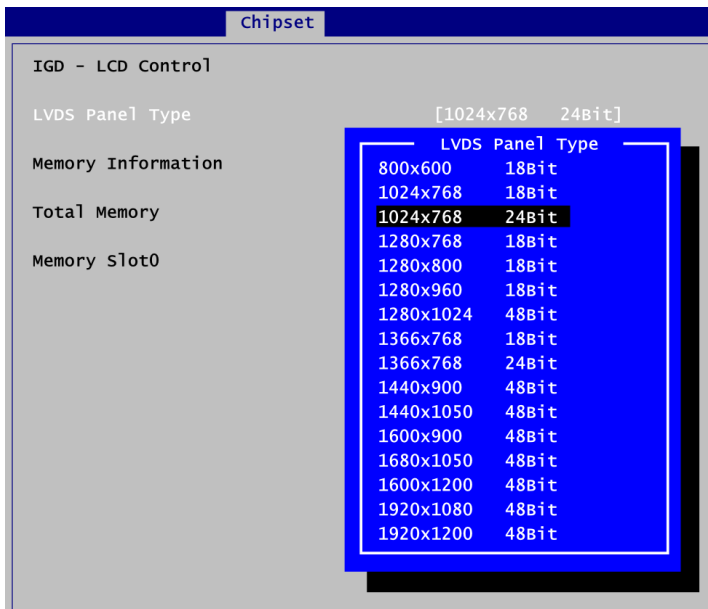 Chipset
IGD - LCD Control
LVDS Panel Type [1024x768 24Bit]
LVDS Panel Type
Memory Information
800x600 18Bit
1024x768 18Bit
Total Memory
1024x768 24Bit
1280x768 18Bit
Memory Slot0
1280x800 18Bit
1280x960 18Bit
1280x1024 48Bit
1366x768 18Bit
1366x768 24Bit
1440x900 48Bit
1440x1050 48Bit
1600x900 48Bit
1680x1050 48Bit
1600x1200 48Bit
1920x1080 48Bit
1920x1200 48Bit